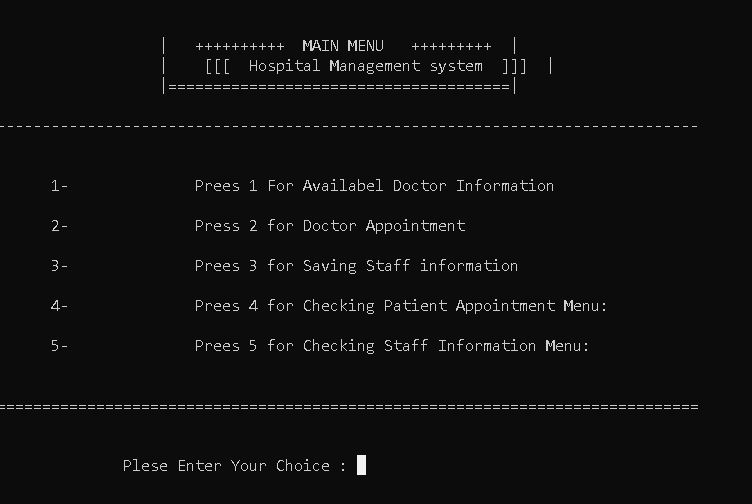 |   ++++++++++  MAIN MENU   +++++++++  |
|    [[[  Hospital Management system  ]]]  |
|======================================|
------------------------------------------------------------------------------
1-              Prees 1 For Availabel Doctor Information
2-              Press 2 for Doctor Appointment
3-              Prees 3 for Saving Staff information
4-              Prees 4 for Checking Patient Appointment Menu:
5-              Prees 5 for Checking Staff Information Menu:
==============================================================================
Plese Enter Your Choice :